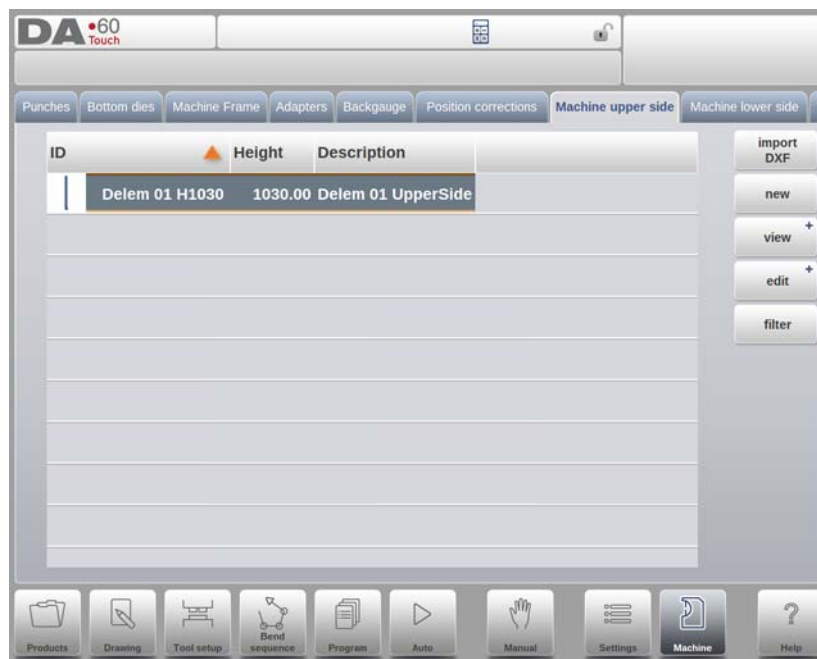 DA •60
Touch
Punches Bottom dies Machine Frame Adapters Backgauge Position corrections Machine upper side Machine lower side
ID Height Description
Delem 01 H1030 1030.00 Delem 01 UpperSide
import
DXF
new
view +
edit +
filter
Products Drawing Tool setup Bend
sequence Program Auto Manual Settings Machine Help